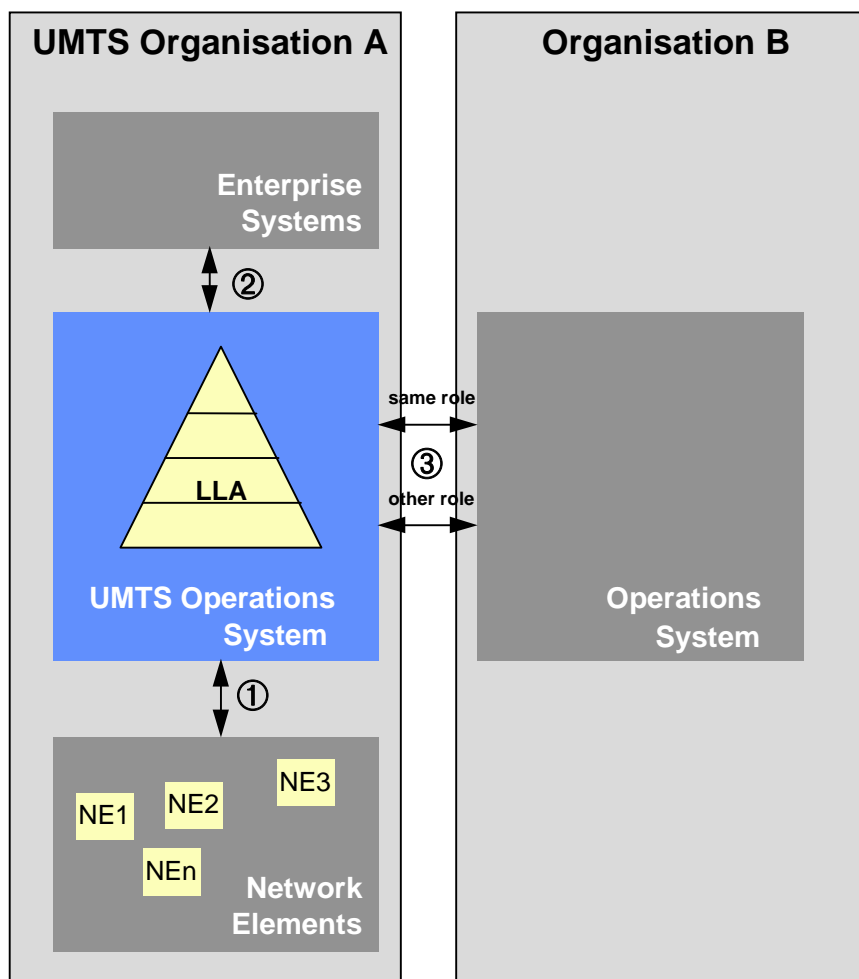 UMTS Organisation A
Enterprise
Systems
②
LLA
UMTS Operations
System
①
NE1
NE2
NE3
NEn
Network
Elements
same role
③
other role
Organisation B
Operations
System